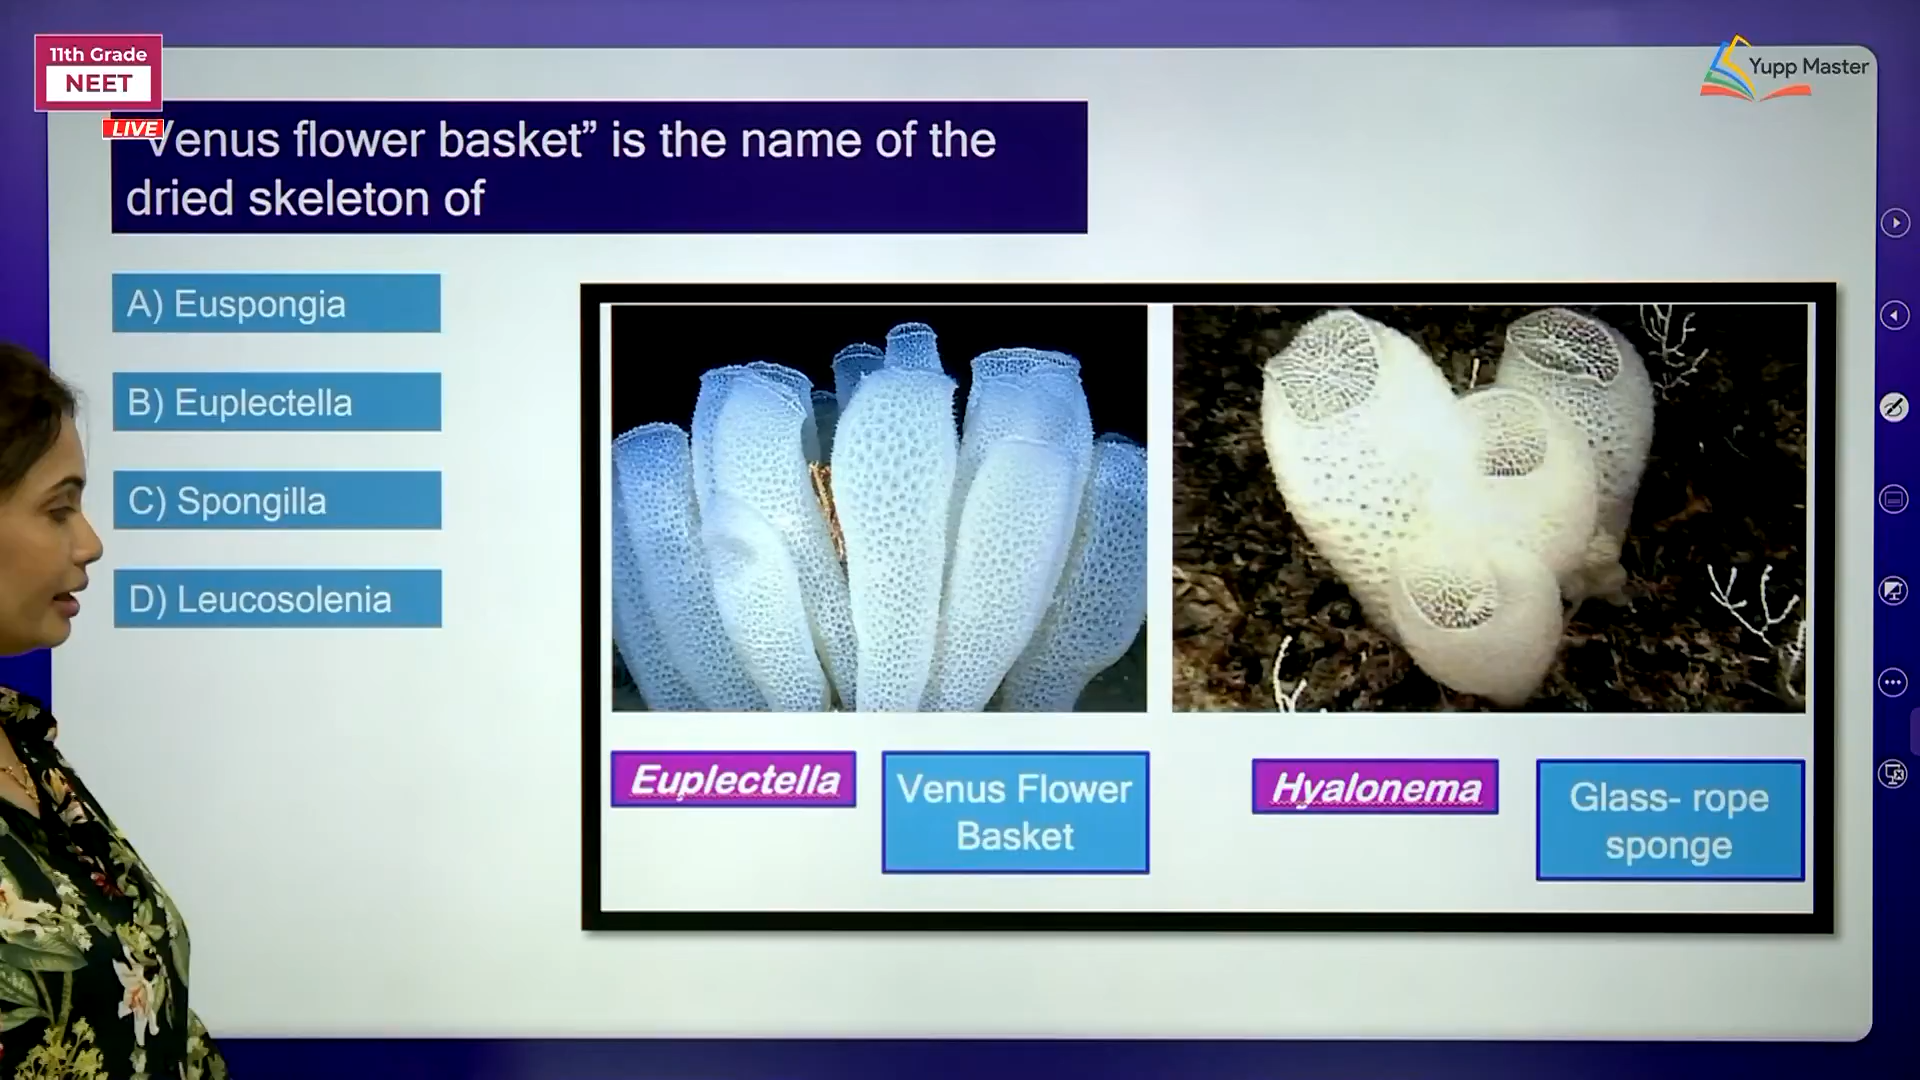 11th Grade
NEET
LIVE
Yupp Master
Venus flower basket” is the name of the
dried skeleton of
A) Euspongia
B) Euplectella
C) Spongilla
D) Leucosolenia
Euplectella
Venus Flower
Basket
Hyalonema
Glass- rope
sponge